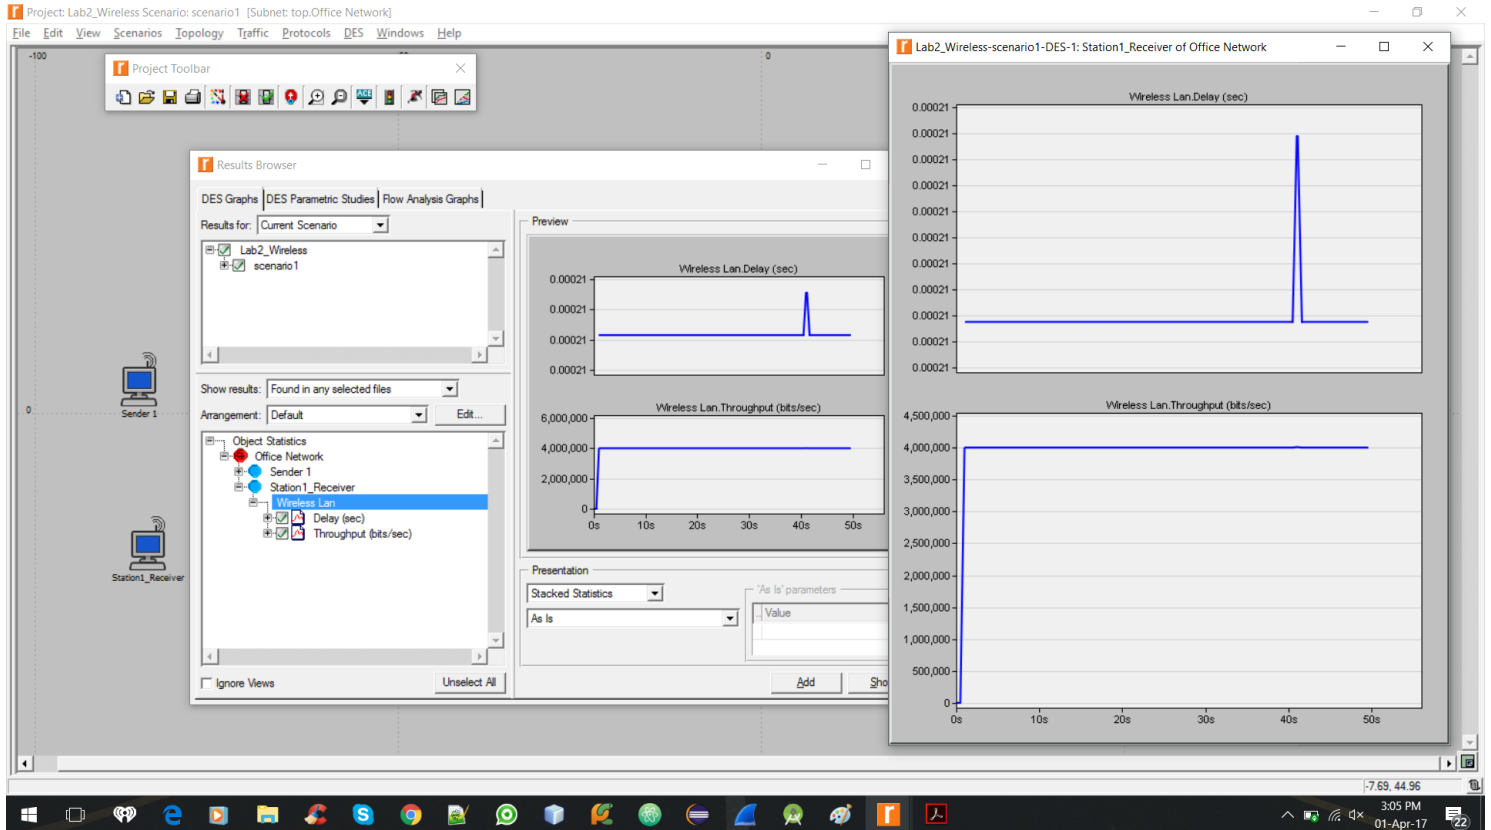 Project: Lab2_Wireless Scenario: scenario1 [Subnet: top.Office Network]
File Edit View Scenarios Topology Traffic Protocols DES Windows Help
-100
0
0
Sender 1
Station1_Receiver
Project Toolbar
ACE
Results Browser
DES Graphs DES Parametric Studies Flow Analysis Graphs
Results for: Current Scenario
Lab2_Wireless
scenario1
Show results: Found in any selected files
Arrangement: Default Edit...
Object Statistics
Office Network
Sender 1
Station1_Receiver
Wireless Lan
Delay (sec)
Throughput (bits/sec)
Ignore Views Unselect All
Preview
Wireless Lan.Delay (sec)
0.00021
0.00021
0.00021
0.00021
Wireless Lan.Throughput (bits/sec)
6,000,000
4,000,000
2,000,000
0
0s 10s 20s 30s 40s 50s
Presentation
Stacked Statistics
As Is
'As Is' parameters
... Value
Add Sho
Lab2_Wireless-scenario1-DES-1: Station1_Receiver of Office Network
Wireless Lan.Delay (sec)
0.00021
0.00021
0.00021
0.00021
0.00021
0.00021
0.00021
0.00021
0.00021
0.00021
0.00021
Wireless Lan.Throughput (bits/sec)
4,500,000
4,000,000
3,500,000
3,000,000
2,500,000
2,000,000
1,500,000
1,000,000
500,000
0
0s 10s 20s 30s 40s 50s
-7.69, 44.96
3:05 PM
01-Apr-17
22